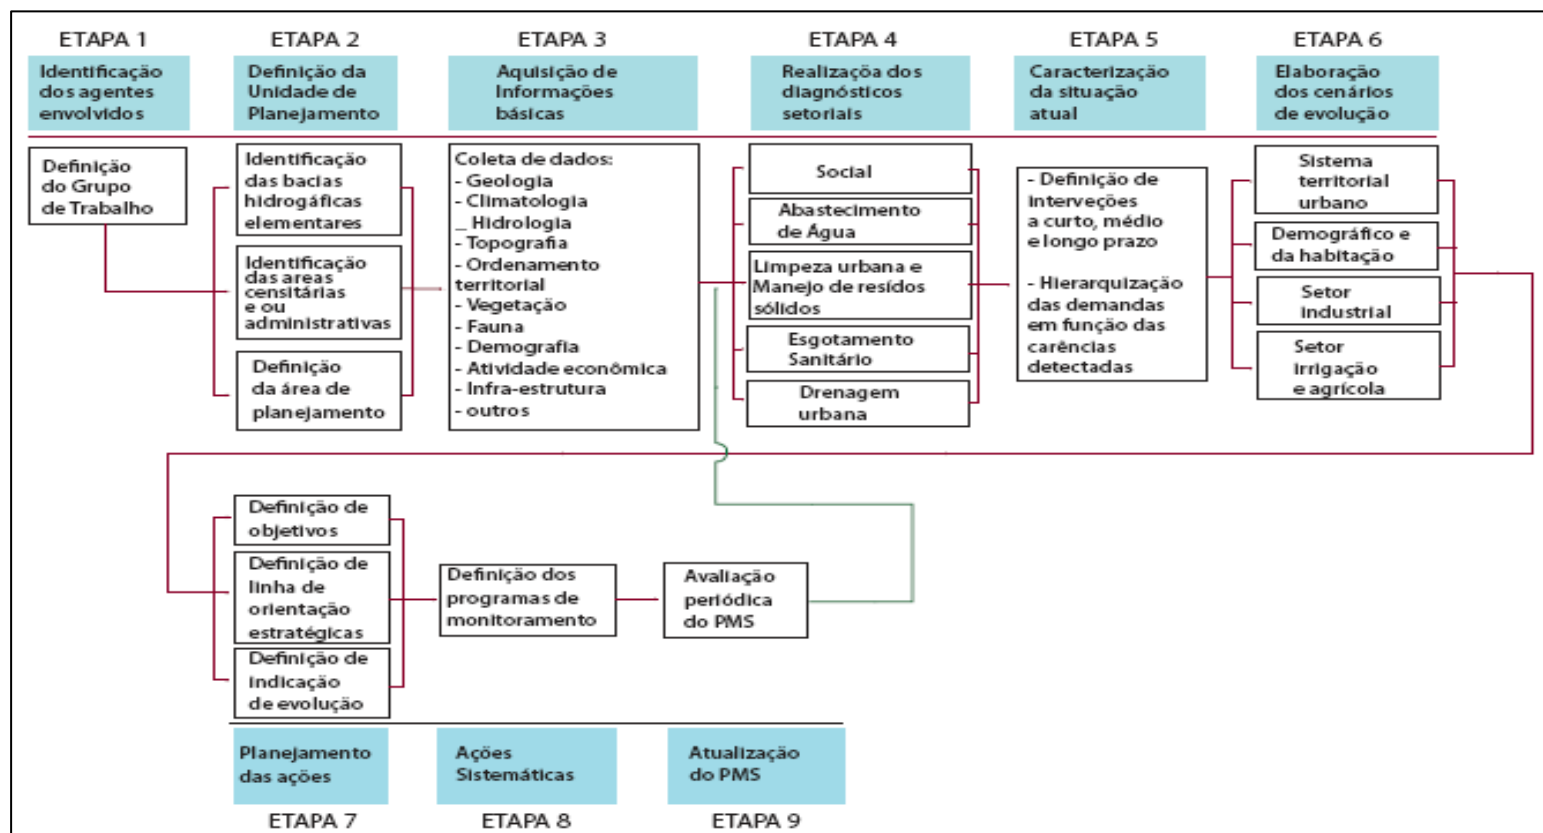 ETAPA 1
Identificação
dos agentes
envolvidos
Definição
do Grupo
de Trabalho
ETAPA 2
Definição da
Unidade de
Planejamento
Identificação
das bacias
hidrogáficas
elementares
Identificação
das areas
censitárias
e ou
administrativas
Definição
da área de
planejamento
ETAPA 3
Aquisição de
Informações
básicas
Coleta de dados:
- Geologia
- Climatologia
_ Hidrologia
- Topografia
- Ordenamento
territorial
- Vegetação
- Fauna
- Demografia
- Atividade econômica
- Infra-estrutura
- outros
ETAPA 4
Realizaçõa dos
diagnósticos
setoriais
Social
Abastecimento
de Água
Limpeza urbana e
Manejo de resídos
sólidos
Esgotamento
Sanitário
Drenagem
urbana
ETAPA 5
Caracterização
da situação
atual
- Definição de
interveções
a curto, médio
e longo prazo
- Hierarquização
das demandas
em função das
carências
detectadas
ETAPA 6
Elaboração
dos cenários
de evolução
Sistema
territorial
urbano
Demográfico e
da habitação
Setor
industrial
Setor
irrigação
e agrícola
Definição de
objetivos
Definição de
linha de
orientação
estratégicas
Definição de
indicação
de evolução
Planejamento
das ações
ETAPA 7
Definição dos
programas de
monitoramento
Ações
Sistemáticas
ETAPA 8
Avaliação
periódica
do PMS
Atualização
do PMS
ETAPA 9